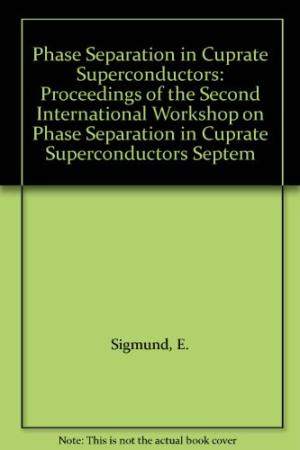 Phase Separation in Cuprate
Superconductors:
Proceedings of the Second
International Workshop on
Phase Separation in Cuprate
Superconductors Septem
Sigmund, E.
Note: This is not the actual book cover